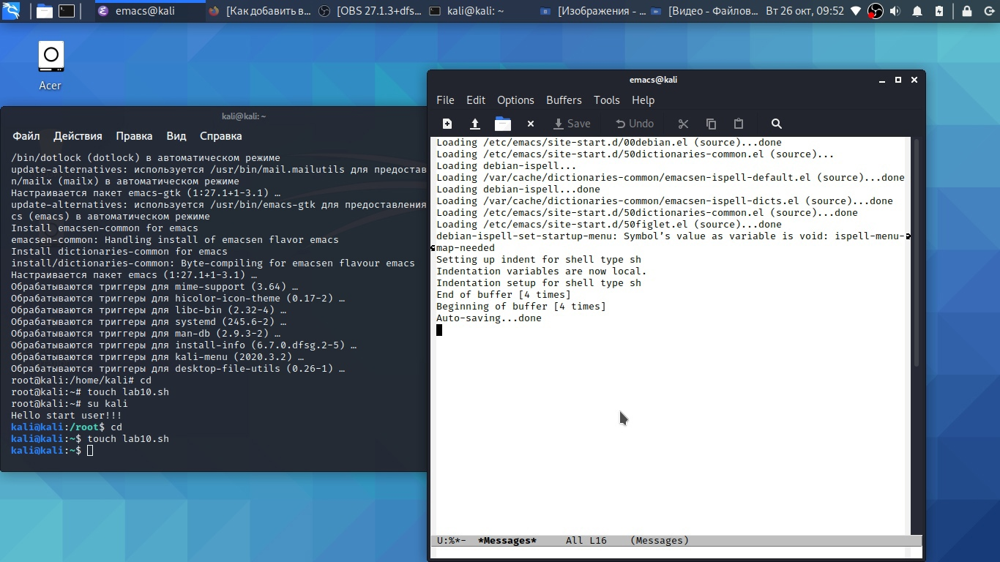 emacs@kali
[Как добавить в...
[OBS 27.1.3+dfs...
kali@kali: ~
[Изображения - ...
[Видео - Файлов...
Вт 26 окт, 09:52
Acer
kali@kali: ~
Файл Действия Правка Вид Справка
/bin/dotlock (dotlock) в автоматическом режиме
update-alternatives: используется /usr/bin/mail.mailutils для предостав
n/mailx (mailx) в автоматическом режиме
Настраивается пакет emacs-gtk (1:27.1+1-3.1) …
update-alternatives: используется /usr/bin/emacs-gtk для предоставления
cs (emacs) в автоматическом режиме
Install emacsen-common for emacs
emacsen-common: Handling install of emacsen flavor emacs
Install dictionaries-common for emacs
install/dictionaries-common: Byte-compiling for emacsen flavour emacs
Настраивается пакет emacs (1:27.1+1-3.1) …
Обрабатываются триггеры для mime-support (3.64) …
Обрабатываются триггеры для hicolor-icon-theme (0.17-2) …
Обрабатываются триггеры для libc-bin (2.32-4) …
Обрабатываются триггеры для systemd (245.6-2) …
Обрабатываются триггеры для man-db (2.9.3-2) …
Обрабатываются триггеры для install-info (6.7.0.dfsg.2-5) …
Обрабатываются триггеры для kali-menu (2020.3.2) …
Обрабатываются триггеры для desktop-file-utils (0.26-1) …
root@kali:/home/kali# cd
root@kali:~# touch lab10.sh
root@kali:~# su kali
Hello start user!!!
kali@kali:/root$ cd
kali@kali:~$ touch lab10.sh
kali@kali:~$
emacs@kali
File Edit Options Buffers Tools Help
Save Undo
Loading /etc/emacs/site-start.d/00debian.el (source)...done
Loading /etc/emacs/site-start.d/50dictionaries-common.el (source)...
Loading debian-ispell...
Loading /var/cache/dictionaries-common/emacsen-ispell-default.el (source)...done
Loading debian-ispell...done
Loading /var/cache/dictionaries-common/emacsen-ispell-dicts.el (source)...done
Loading /etc/emacs/site-start.d/50dictionaries-common.el (source)...done
Loading /etc/emacs/site-start.d/50figlet.el (source)...done
debian-ispell-set-startup-menu: Symbol’s value as variable is void: ispell-menu-
map-needed
Setting up indent for shell type sh
Indentation variables are now local.
Indentation setup for shell type sh
End of buffer [4 times]
Beginning of buffer [4 times]
Auto-saving...done
U:%*- *Messages* All L16 (Messages)